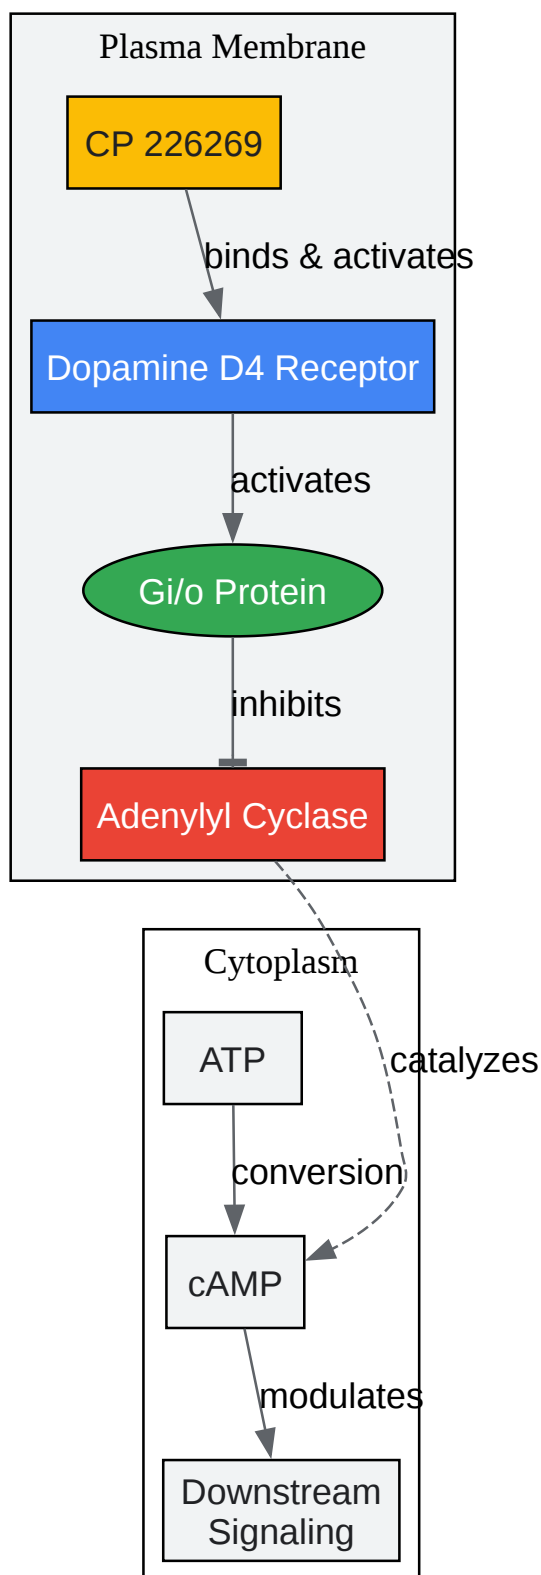 Plasma Membrane
CP 226269
binds & activates
Dopamine D4 Receptor
activates
Gi/o Protein
inhibits
Adenylyl Cyclase
Cytoplasm
ATP
catalyzes
conversion
cAMP
modulates
Downstream
Signaling